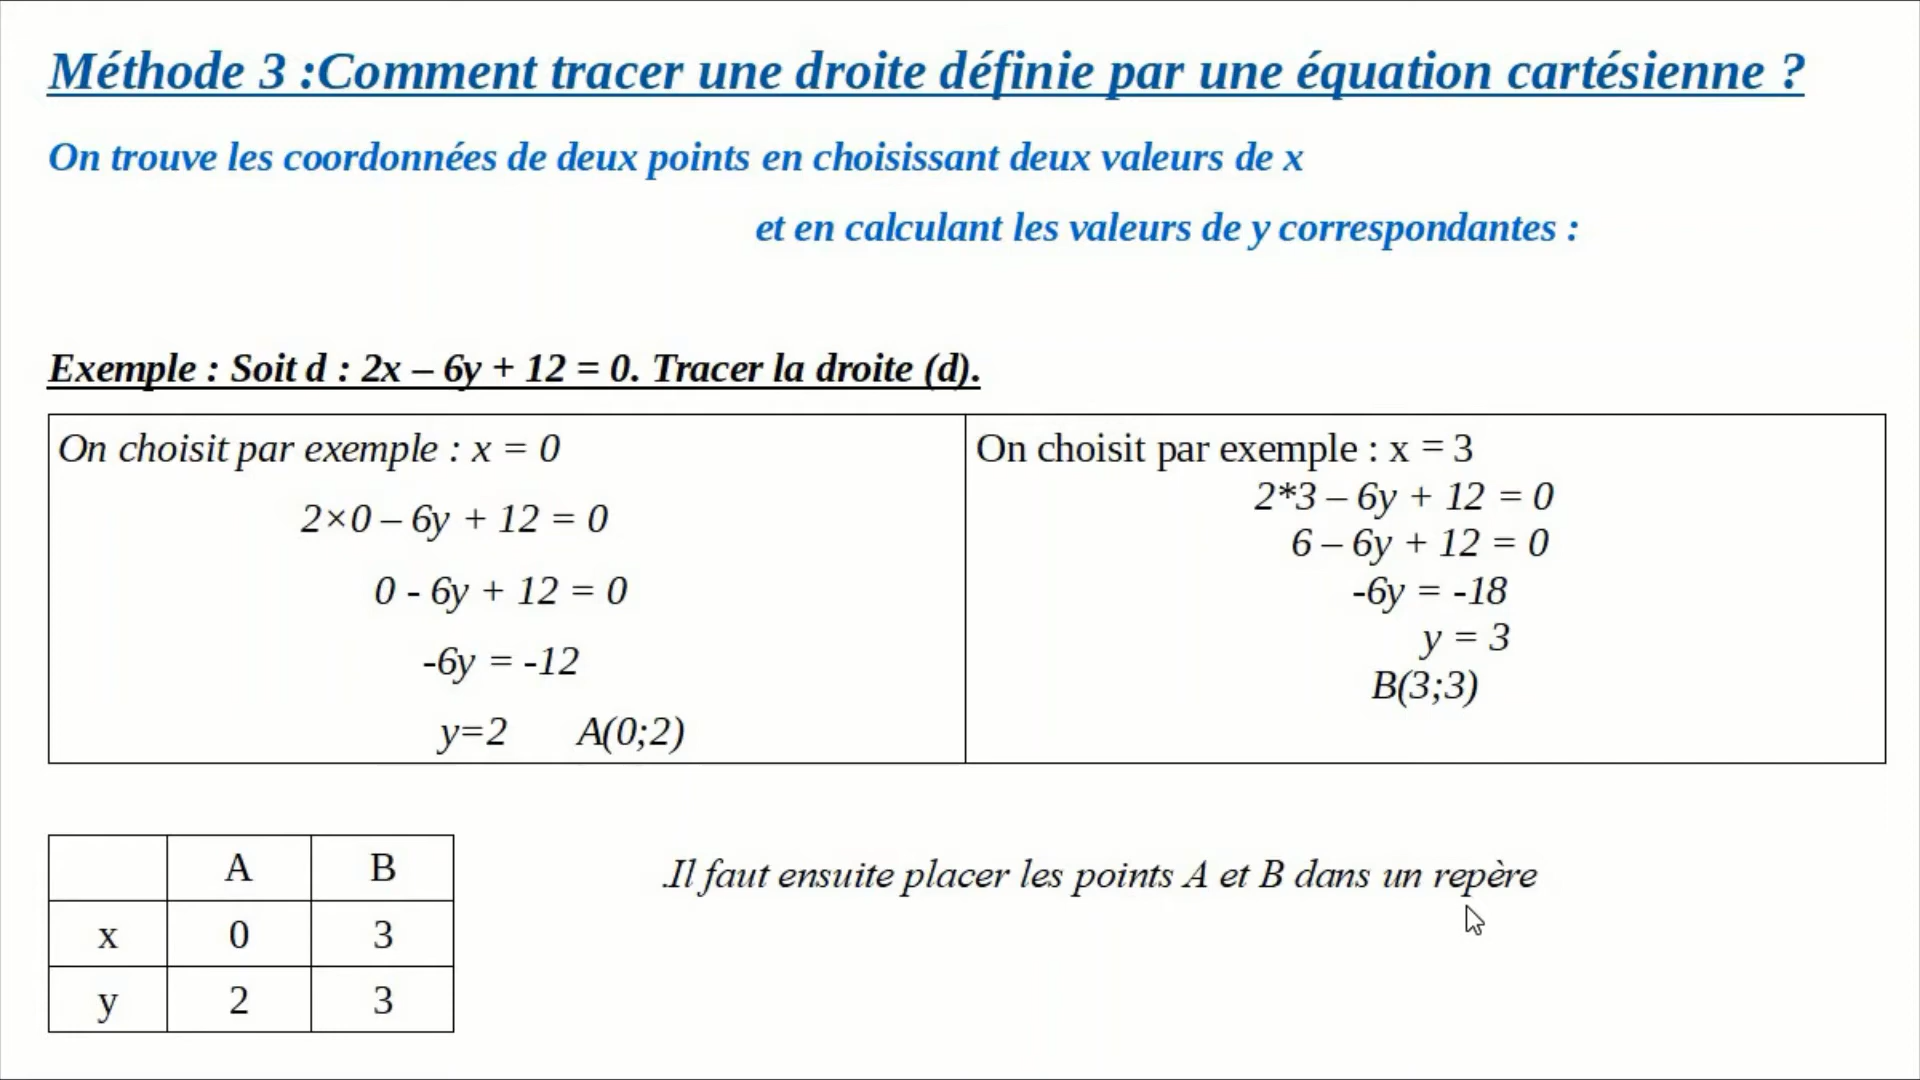 Méthode 3 :Comment tracer une droite définie par une équation cartésienne ?
On trouve les coordonnées de deux points en choisissant deux valeurs de x
et en calculant les valeurs de y correspondantes :
Exemple : Soit d : 2x – 6y + 12 = 0. Tracer la droite (d).
On choisit par exemple : x = 0
2×0 – 6y + 12 = 0
0 - 6y + 12 = 0
-6y = -12
y=2 A(0;2)
On choisit par exemple : x = 3
2*3 – 6y + 12 = 0
6 – 6y + 12 = 0
-6y = -18
y = 3
B(3;3)
A B
x 0 3
y 2 3
.Il faut ensuite placer les points A et B dans un repère